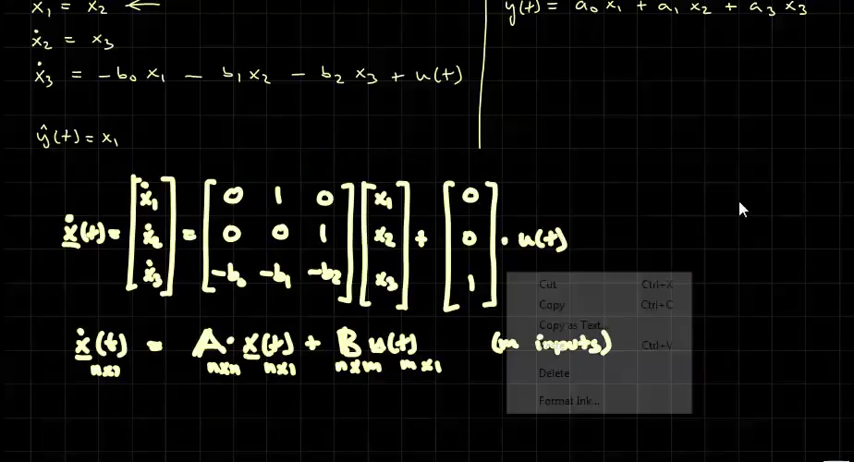 ẋ₁ = x₂ ←
y(t) = a₀ x₁ + a₁ x₂ + a₃ x₃
ẋ₂ = x₃
ẋ₃ = -b₀ x₁ - b₁ x₂ - b₂ x₃ + u(t)
ŷ(t) = x₁
ẋ(t) = [ẋ₁ ẋ₂ ẋ₃] = [0 1 0; 0 0 1; -b₀ -b₁ -b₂] [x₁ x₂ x₃] + [0 0 1] · u(t)
ẋ(t) = A · x(t) + B u(t) (m inputs)
n×1 n×n n×1 n×m m×1
Cut Ctrl+X
Copy Ctrl+C
Copy as Text...
Ctrl+V
Delete
Format Ink...